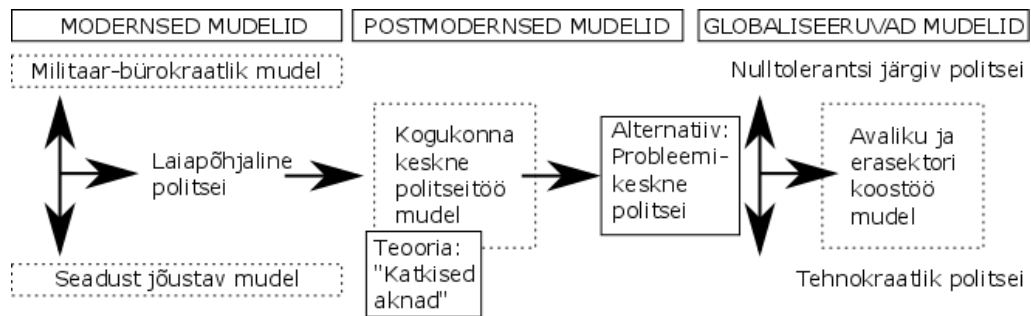 MODERNSED MUDELID
POSTMODERNSED MUDELID
GLOBALISEERUVAD MUDELID
Militaar-bürokraatlik mudel
Nulltolerantsi järgiv politsei
Laiapõhjaline
politsei
Kogukonna
keskne
politseitöö
mudel
Teooria:
"Katkised
aknad"
Alternatiiv:
Probleemi-
keskne
politsei
Avaliku ja
erasektori
koostöö
mudel
Seadust jõustav mudel
Tehnokraatlik politsei